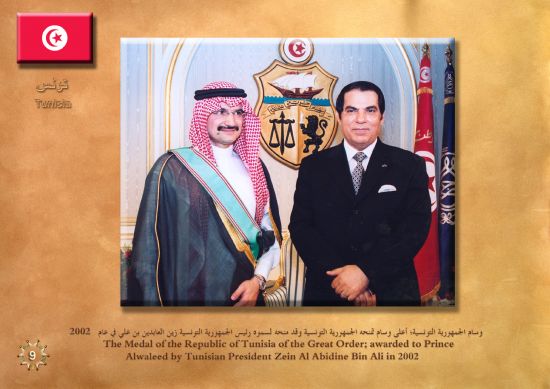 تونس
Tunisia
وسام الجمهورية التونسية؛ أعلى وسام تمنحه الجمهورية التونسية وقد منحه لسموه رئيس الجمهورية التونسية زين العابدين بن علي في عام 2002
The Medal of the Republic of Tunisia of the Great Order; awarded to Prince
Alwaleed by Tunisian President Zein Al Abidine Bin Ali in 2002
9